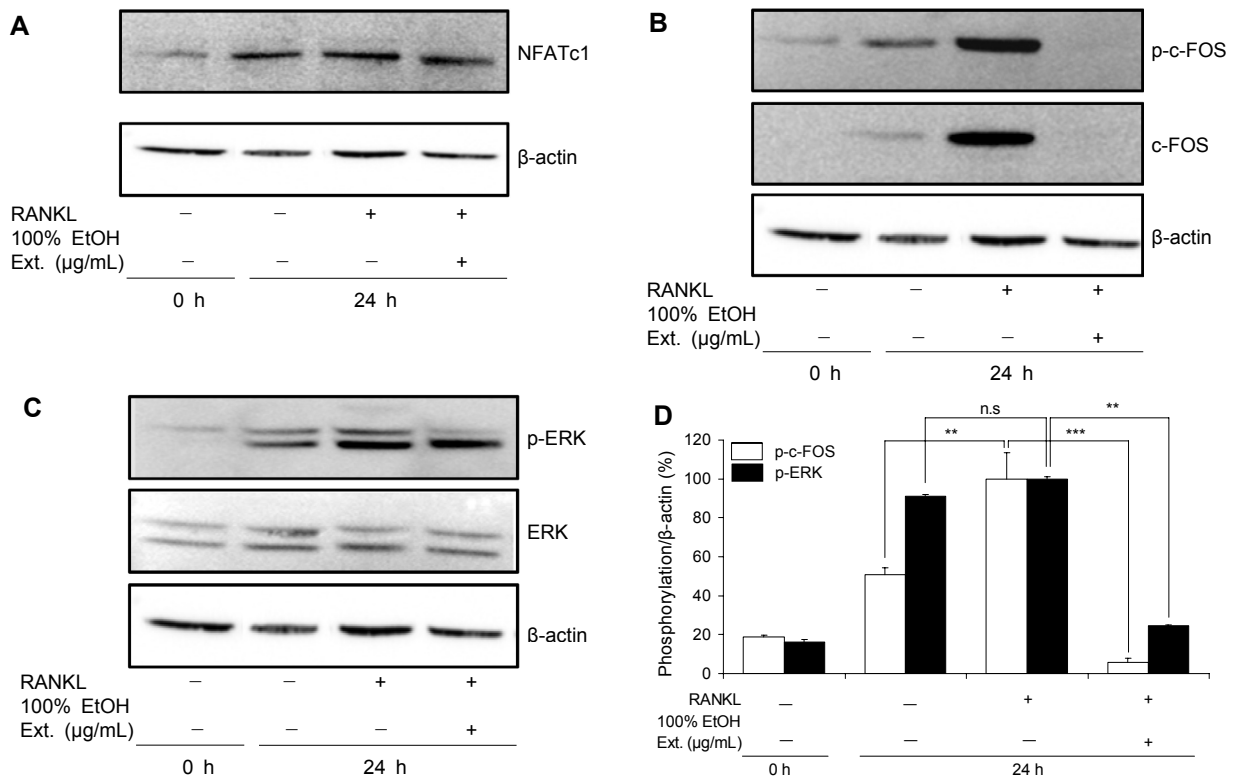 A
NFATc1
β-actin
RANKL – – + +
100% EtOH
Ext. (μg/mL) – – – +
0 h 24 h
B
p-c-FOS
c-FOS
β-actin
RANKL – – + +
100% EtOH
Ext. (μg/mL) – – – +
0 h 24 h
C
p-ERK
ERK
β-actin
RANKL – – + +
100% EtOH
Ext. (μg/mL) – – – +
0 h 24 h
D
n.s **
** ***
p-c-FOS
p-ERK
Phosphorylation/β-actin (%)
120
100
80
60
40
20
0
RANKL — — + +
100% EtOH
Ext. (μg/mL) — — — +
0 h 24 h